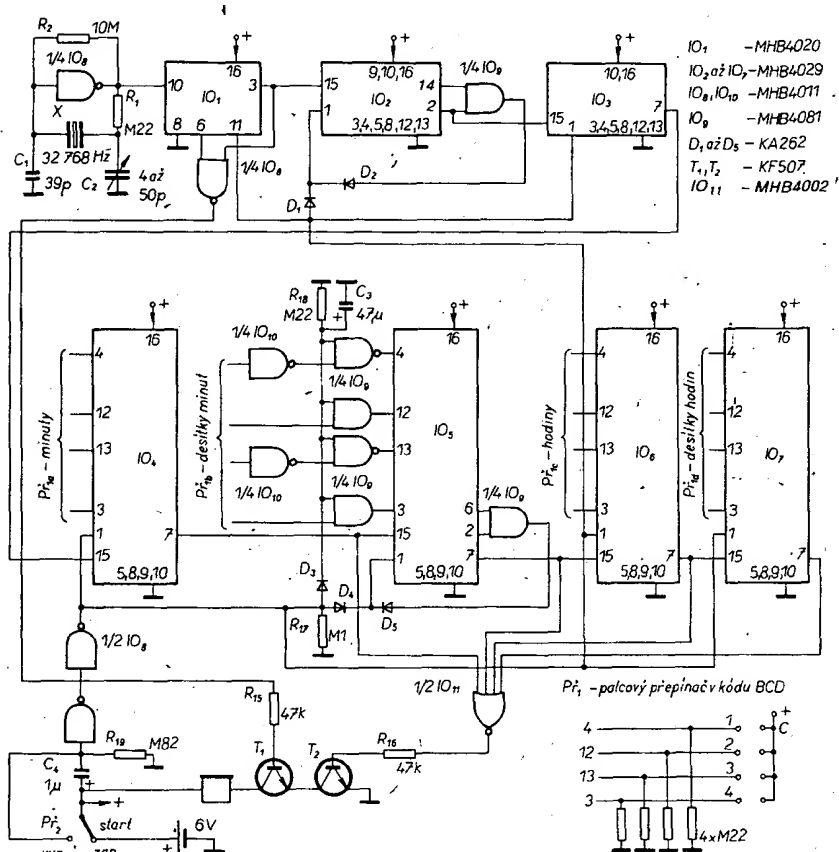 R2 10M
1/4 IO8
X
R1
M22
32 768 Hz
C1
39p
C2
4až
50p
+
10
16
3
IO1
8 6 11
1/4 IO8
D1
D2
+
9,10,16
15
14
2
IO2
1
3,4,5,8,12,13
1/4 IO9
+
10,16
7
IO3
15
1
3,4,5,8,12,13
IO1 -MHB4020
IO2 až IO7-MHB4029
IO8, IO10 -MHB4011
IO9 -MHB4081
D1 až D5 - KA262
T1, T2 - KF507
IO11 - MHB4002
+
16
4
12
13
IO4
3
1
7
15
5,8,9,10
Př1a - minuty
R18
M22
C3
+
47µ
1/4 IO10
1/4 IO9
1/4 IO10
1/4 IO9
Př1b - desítky minut
+
16
4
12
13
IO5
3
15
1
6
2
7
5,8,9,10
1/4 IO9
D3
D4
D5
R17
M1
+
16
4
12
13
IO6
3
1
15
7
5,8,9,10
Př1c - hodiny
+
16
4
12
13
IO7
3
1
15
7
5,8,9,10
Př1d - desítky hodin
1/2 IO8
R15
47k
T1
T2
R16
47k
1/2 IO11
R19
M82
C4
1µ
+
+
Př2
start
6V
+
Př1 - palcový přepínač v kódu BCD
4 1
12 2
13 3
3 4
+
C
4xM22